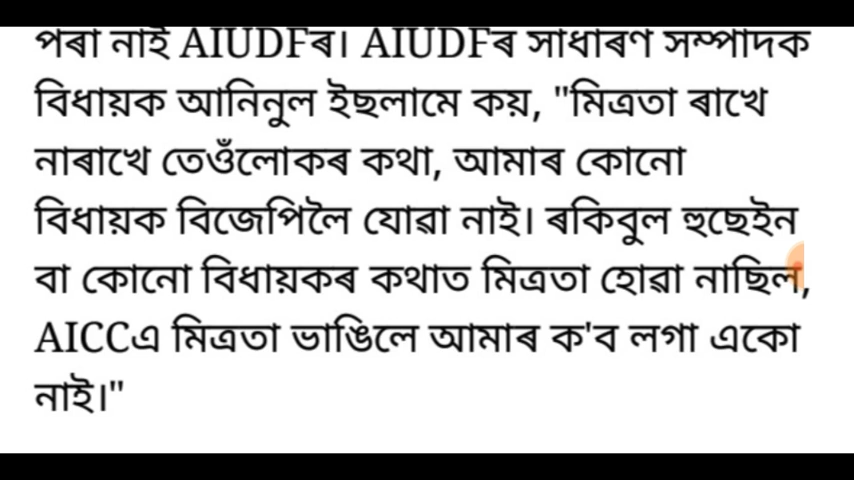 পৰা নাই AIUDFৰ। AIUDFৰ সাধাৰণ সম্পাদক
বিধায়ক আনিনুল ইছলামে কয়, "মিত্ৰতা ৰাখে
নাৰাখে তেওঁলোকৰ কথা, আমাৰ কোনো
বিধায়ক বিজেপিলৈ যোৱা নাই। ৰকিবুল হুছেইন
বা কোনো বিধায়কৰ কথাত মিত্ৰতা হোৱা নাছিল,
AICCএ মিত্ৰতা ভাঙিলে আমাৰ ক'ব লগা একো
নাই।"